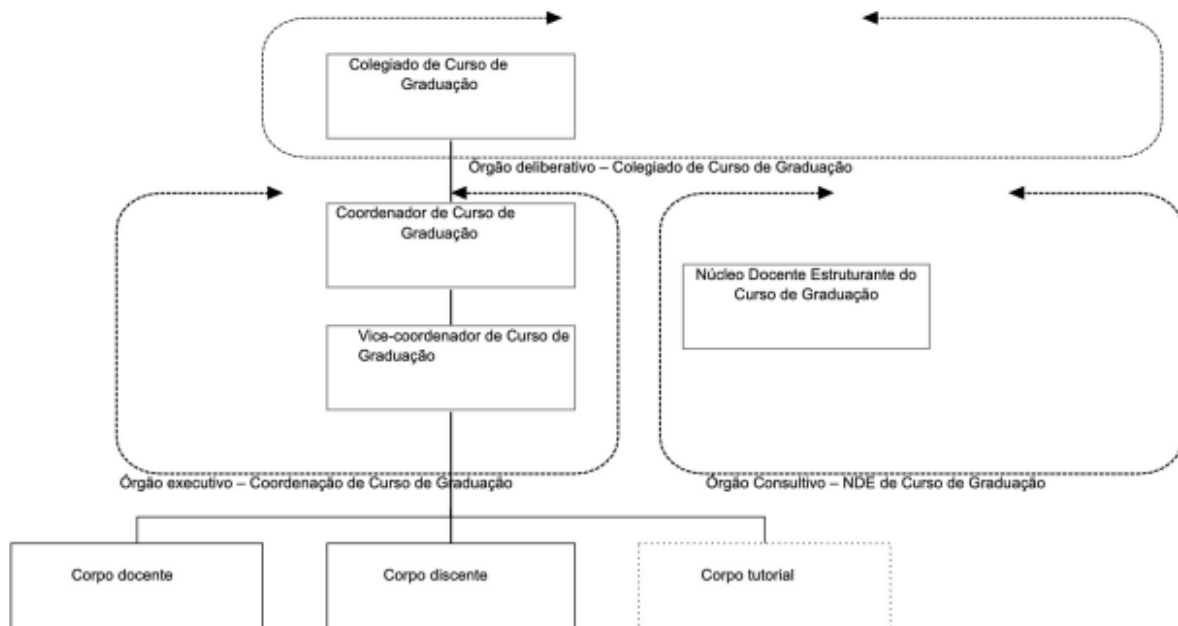 Colegiado de Curso de
Graduação
Órgão deliberativo – Colegiado de Curso de Graduação
Coordenador de Curso de
Graduação
Núcleo Docente Estruturante do
Curso de Graduação
Vice-coordenador de Curso de
Graduação
Órgão executivo – Coordenação de Curso de Graduação
Órgão Consultivo – NDE de Curso de Graduação
Corpo docente
Corpo discente
Corpo tutorial